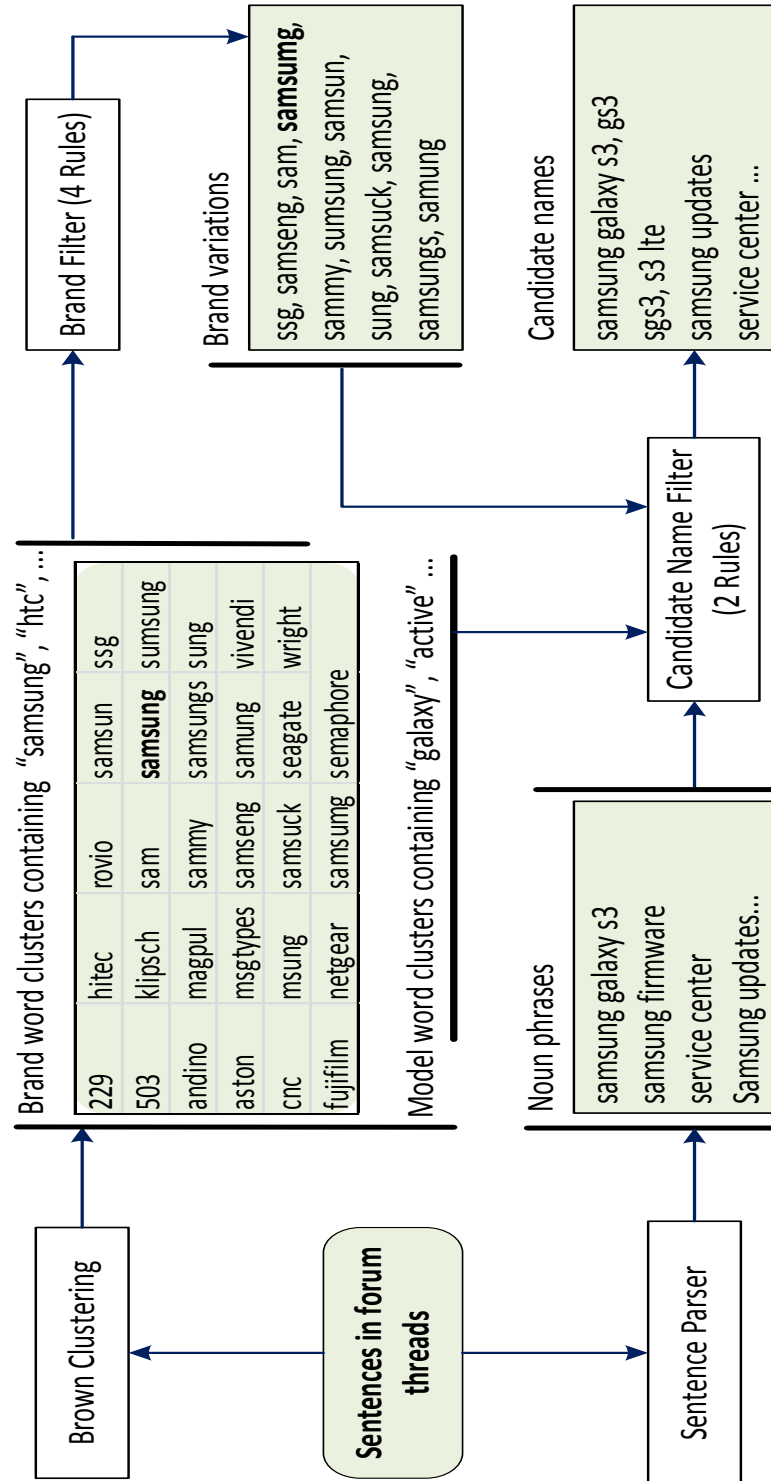 Brown Clustering
Sentences in forum
threads
Sentence Parser
Brand word clusters containing “samsung”, “htc”, ...
229 hitec rovio samsun ssg
503 klipsch sam samsung sumsung
andino magpul sammy samsungs sung
aston msgtypes samseng samung vivendi
cnc msung samsuck seagate wright
fujifilm netgear samsumg semaphore
Model word clusters containing “galaxy”, “active” ...
Noun phrases
samsung galaxy s3
samsung firmware
service center
Samsung updates...
Brand Filter (4 Rules)
Brand variations
ssg, samseng, sam, samsumg,
sammy, sumsung, samsun,
sung, samsuck, samsung,
samsungs, samung
Candidate Name Filter
(2 Rules)
Candidate names
samsung galaxy s3, gs3
sgs3, s3 lte
samsung updates
service center ...